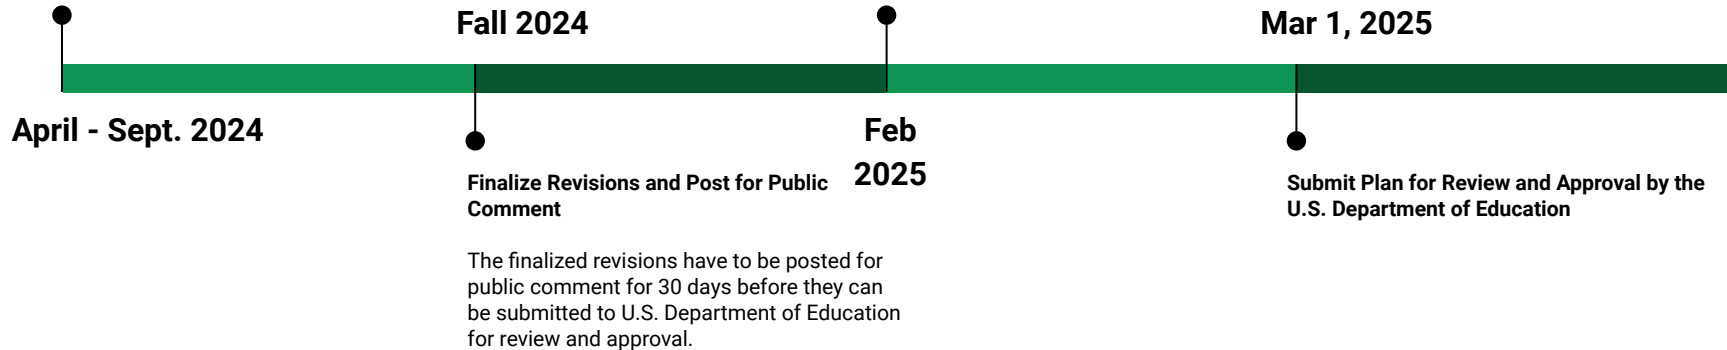 Fall 2024
Mar 1, 2025
April - Sept. 2024
Feb
2025
Finalize Revisions and Post for Public
Comment
The finalized revisions have to be posted for
public comment for 30 days before they can
be submitted to U.S. Department of Education
for review and approval.
Submit Plan for Review and Approval by the
U.S. Department of Education